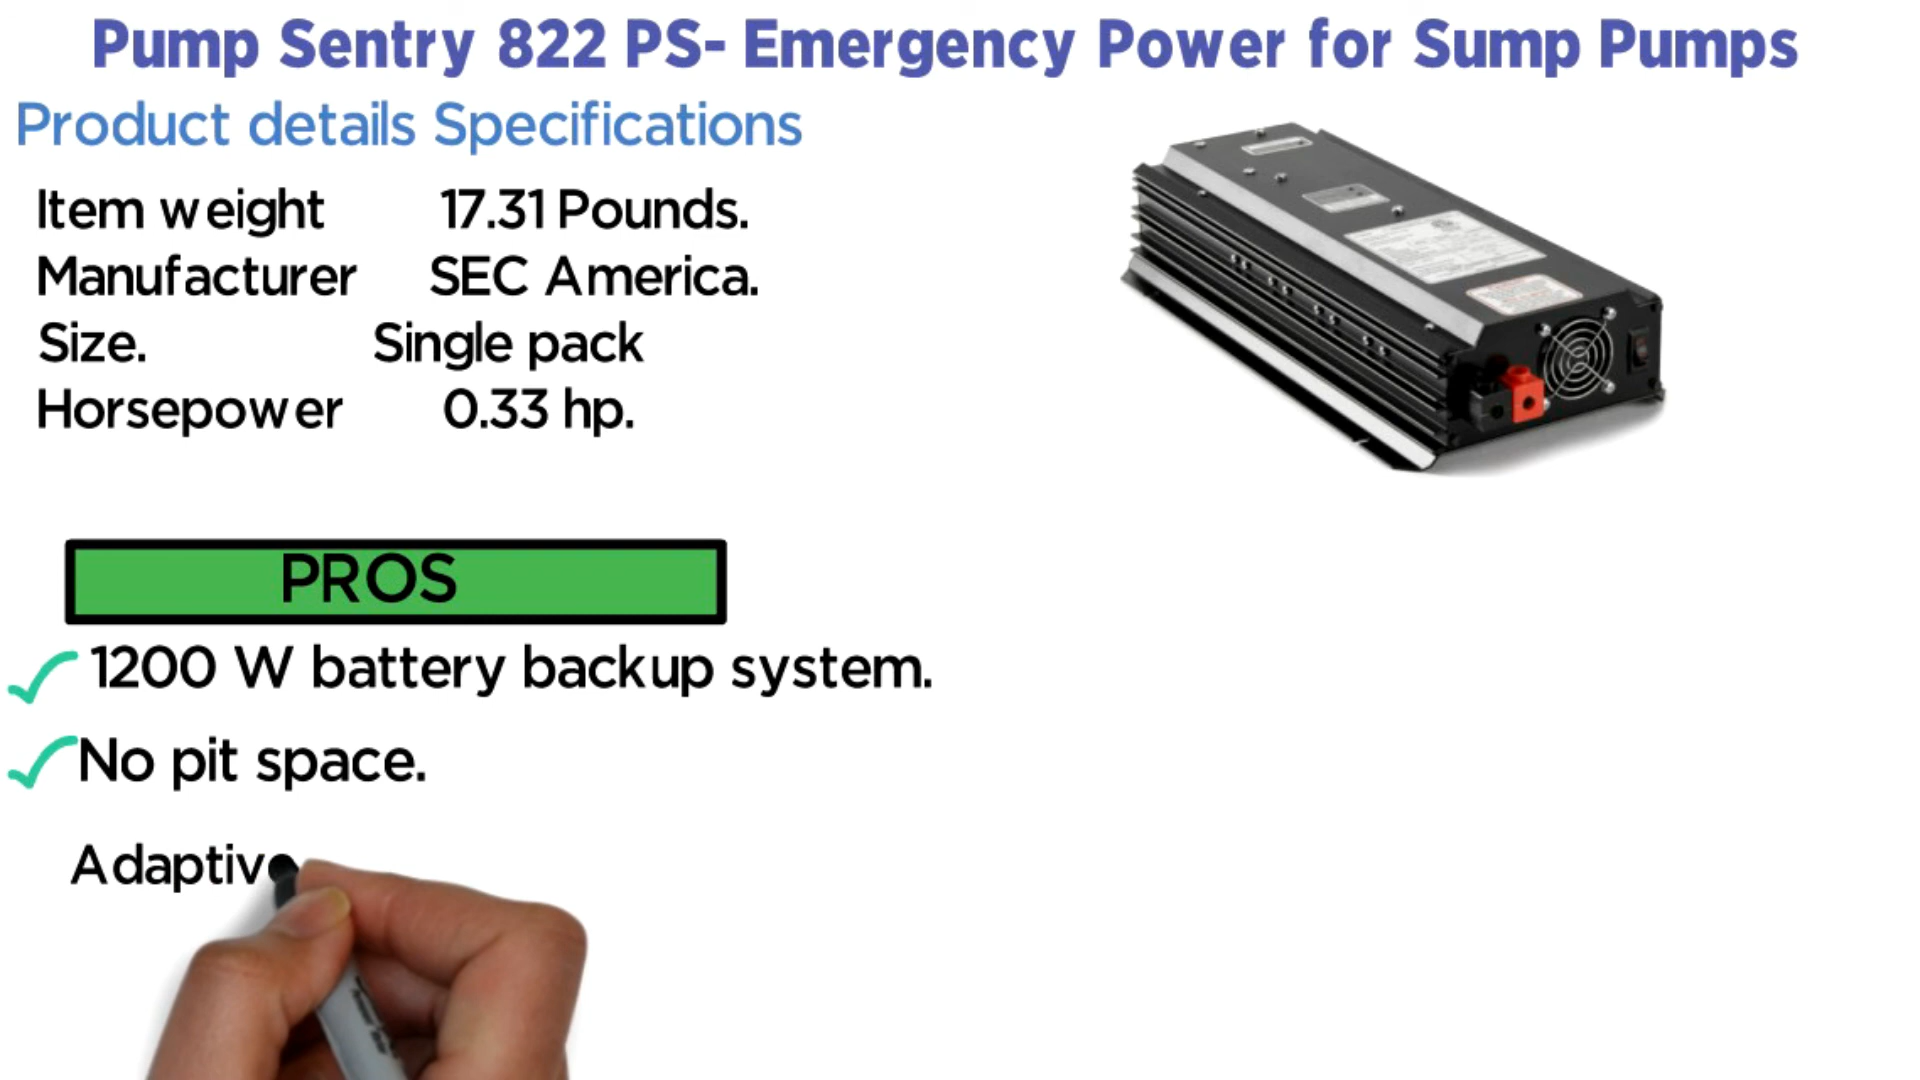 Pump Sentry 822 PS- Emergency Power for Sump Pumps
Product details Specifications
Item weight 17.31 Pounds.
Manufacturer SEC America.
Size. Single pack
Horsepower 0.33 hp.
PROS
1200 W battery backup system.
No pit space.
Adaptive